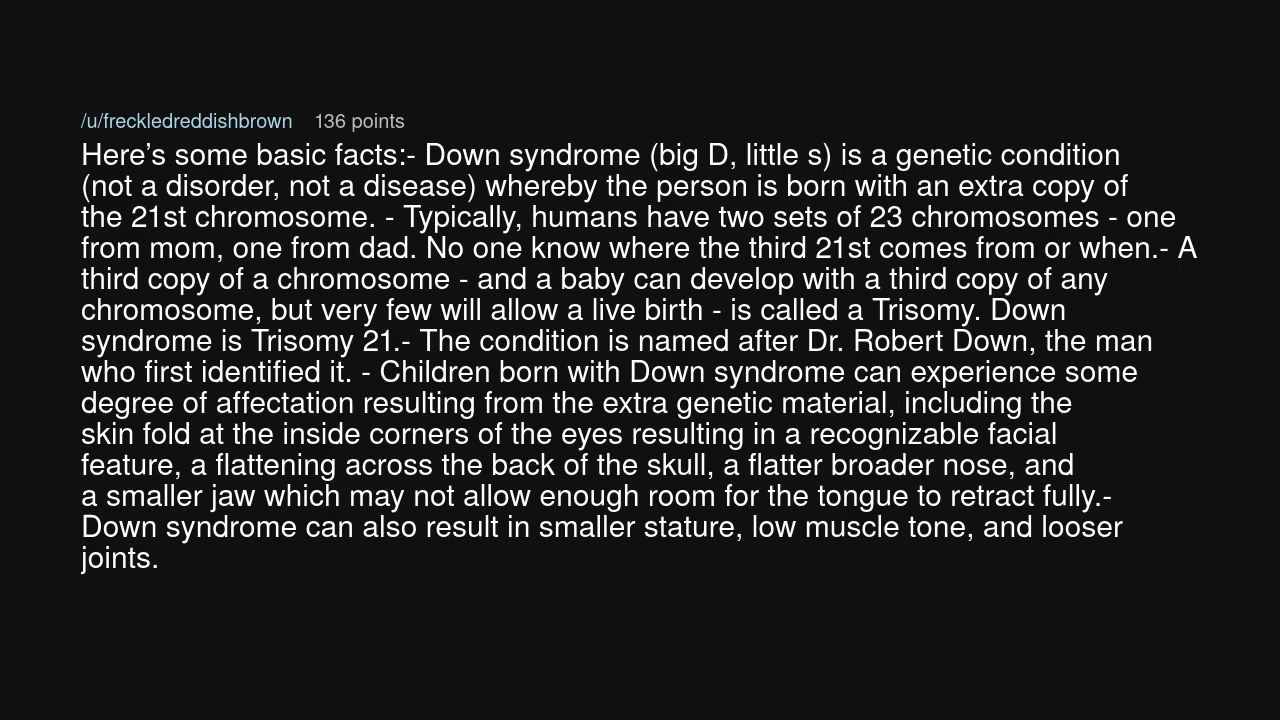 /u/freckledreddishbrown 136 points
Here’s some basic facts:- Down syndrome (big D, little s) is a genetic condition
(not a disorder, not a disease) whereby the person is born with an extra copy of
the 21st chromosome. - Typically, humans have two sets of 23 chromosomes - one
from mom, one from dad. No one know where the third 21st comes from or when.- A
third copy of a chromosome - and a baby can develop with a third copy of any
chromosome, but very few will allow a live birth - is called a Trisomy. Down
syndrome is Trisomy 21.- The condition is named after Dr. Robert Down, the man
who first identified it. - Children born with Down syndrome can experience some
degree of affectation resulting from the extra genetic material, including the
skin fold at the inside corners of the eyes resulting in a recognizable facial
feature, a flattening across the back of the skull, a flatter broader nose, and
a smaller jaw which may not allow enough room for the tongue to retract fully.-
Down syndrome can also result in smaller stature, low muscle tone, and looser
joints.